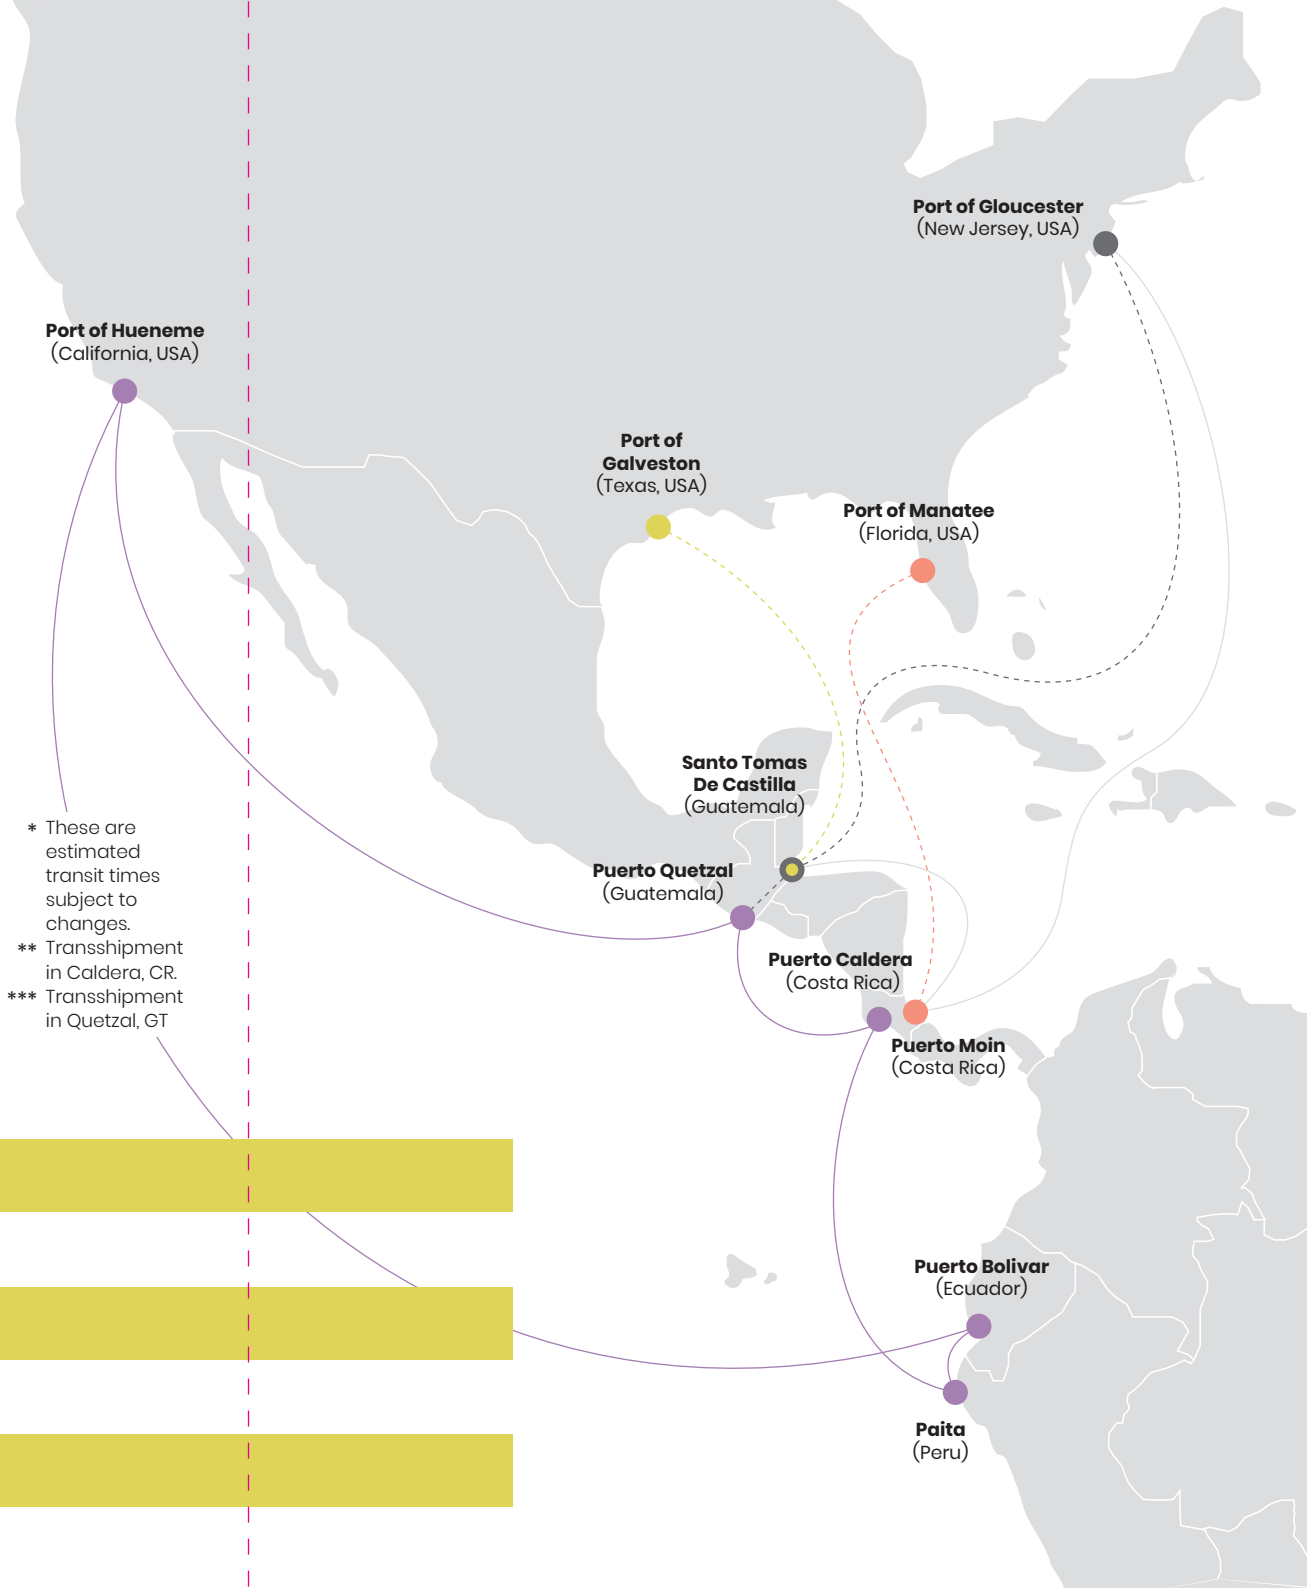 Port of Gloucester
(New Jersey, USA)
Port of Hueneme
(California, USA)
Port of
Galveston
(Texas, USA)
Port of Manatee
(Florida, USA)
Santo Tomas
De Castilla
(Guatemala)
* These are
estimated
transit times
subject to
changes.
** Transshipment
in Caldera, CR.
*** Transshipment
in Quetzal, GT
Puerto Quetzal
(Guatemala)
Puerto Caldera
(Costa Rica)
Puerto Moin
(Costa Rica)
Puerto Bolivar
(Ecuador)
Paita
(Peru)